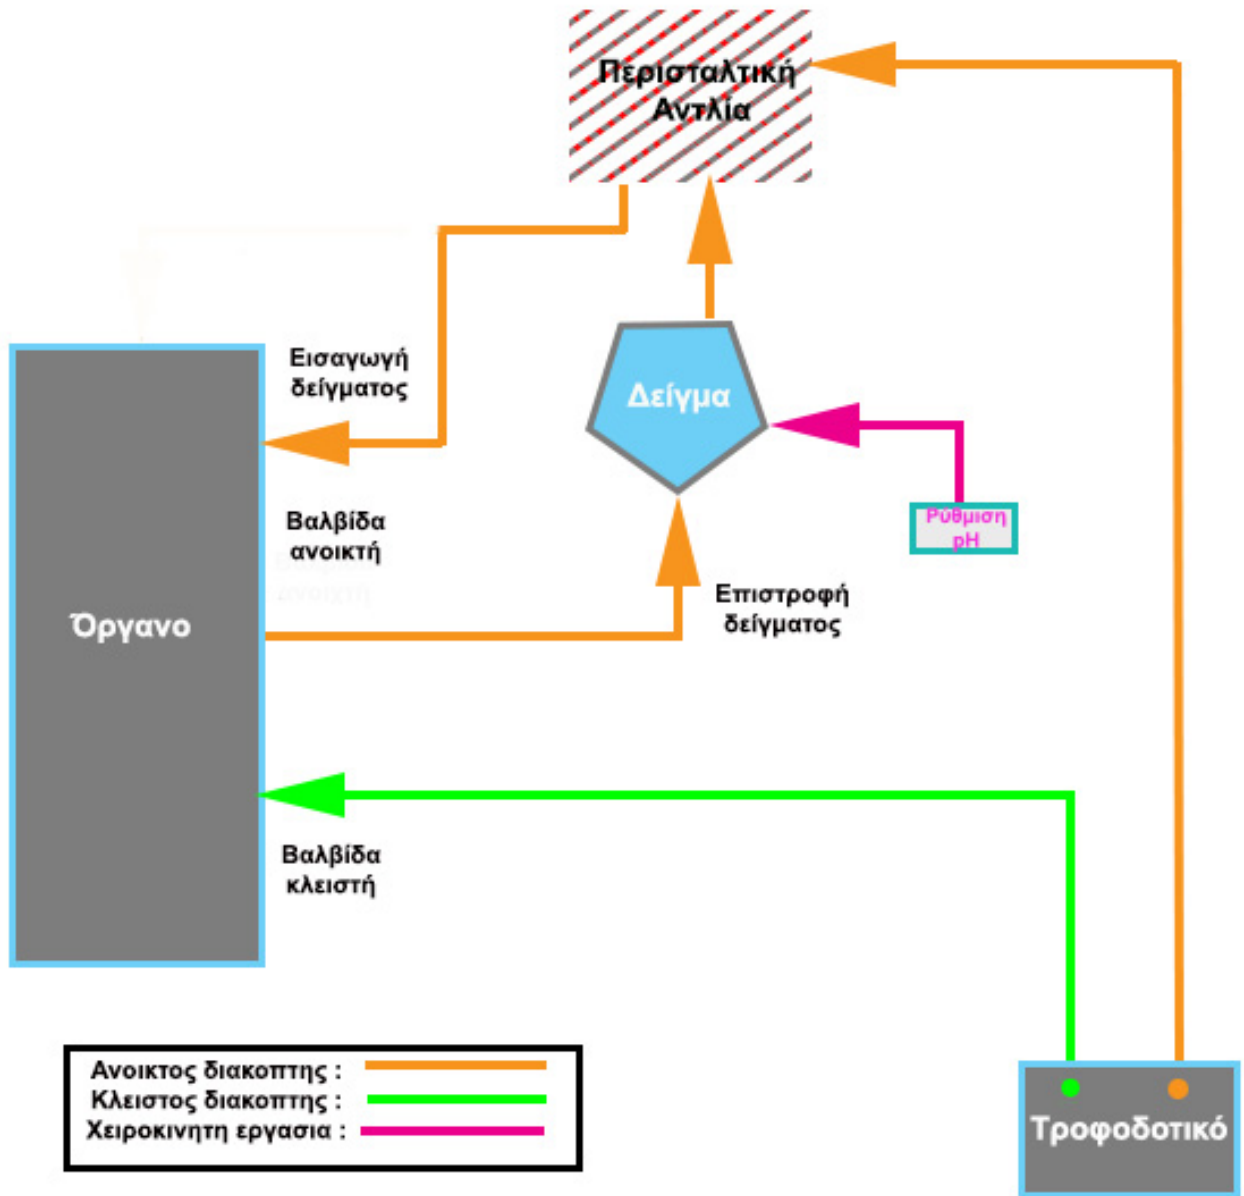 Περισταλτική
Αντλία
Εισαγωγή
δείγματος
Δείγμα
Βαλβίδα
ανοικτή
Ρύθμιση
pH
Όργανο
Επιστροφή
δείγματος
Βαλβίδα
κλειστή
Ανοικτος διακοπτης :
Κλειστος διακοπτης :
Χειροκινητη εργασια :
Τροφοδοτικό